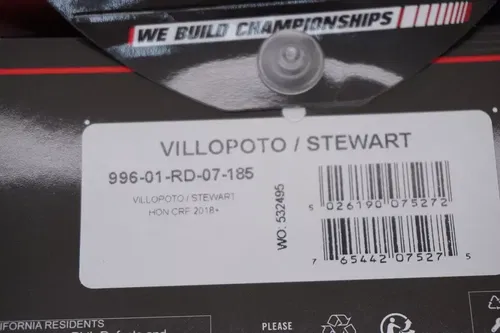 WE BUILD CHAMPIONSHIPS
VILLOPOTO / STEWART
996-01-RD-07-185
VILLOPOTO / STEWART
HON CRF 2018+
WO: 532495
5 026190 075272
7 65442 07527 5
IFORNIA RESIDENTS
PLEASE